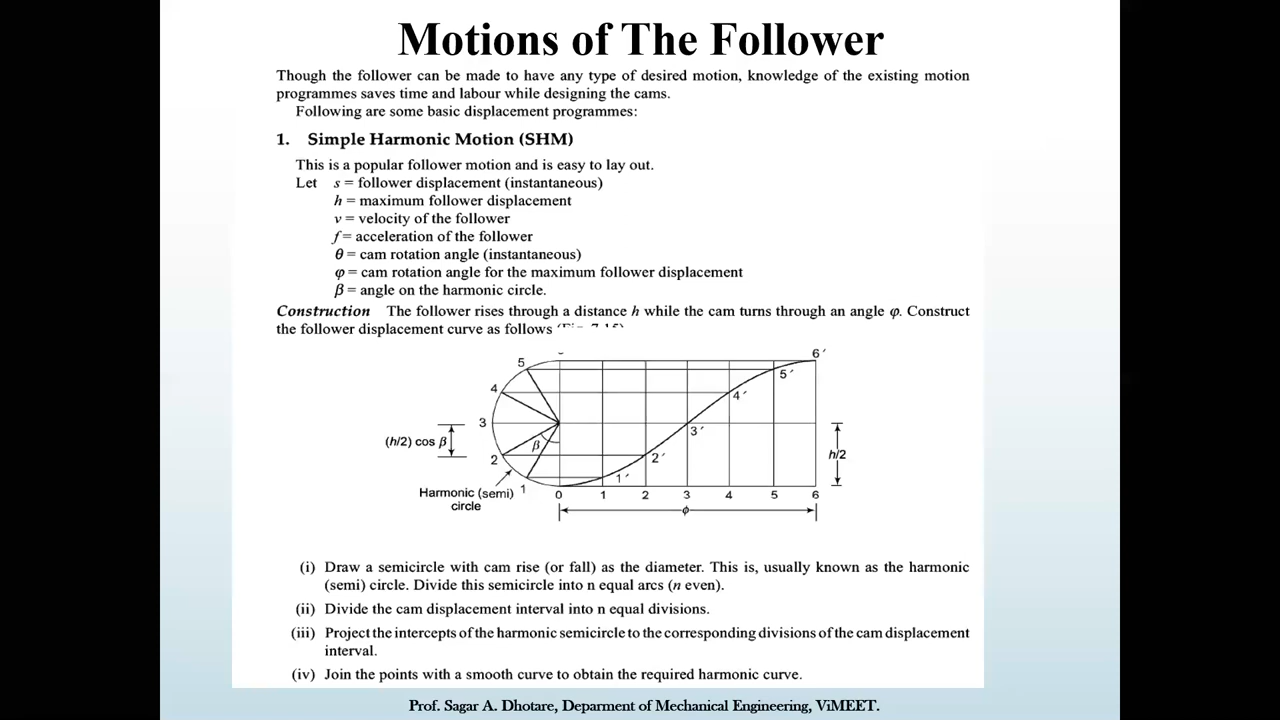 Motions of The Follower
Though the follower can be made to have any type of desired motion, knowledge of the existing motion
programmes saves time and labour while designing the cams.
Following are some basic displacement programmes:
1. Simple Harmonic Motion (SHM)
This is a popular follower motion and is easy to lay out.
Let s = follower displacement (instantaneous)
h = maximum follower displacement
v = velocity of the follower
f = acceleration of the follower
θ = cam rotation angle (instantaneous)
φ = cam rotation angle for the maximum follower displacement
β = angle on the harmonic circle.
Construction The follower rises through a distance h while the cam turns through an angle φ. Construct
the follower displacement curve as follows
6′
5
5′
4
4′
3
3′
(h/2) cos β
β
h/2
2
2′
1′
Harmonic (semi)
circle
1
0 1 2 3 4 5 6
ϕ
(i) Draw a semicircle with cam rise (or fall) as the diameter. This is, usually known as the harmonic
(semi) circle. Divide this semicircle into n equal arcs (n even).
(ii) Divide the cam displacement interval into n equal divisions.
(iii) Project the intercepts of the harmonic semicircle to the corresponding divisions of the cam displacement
interval.
(iv) Join the points with a smooth curve to obtain the required harmonic curve.
Prof. Sagar A. Dhotare, Deparment of Mechanical Engineering, ViMEET.